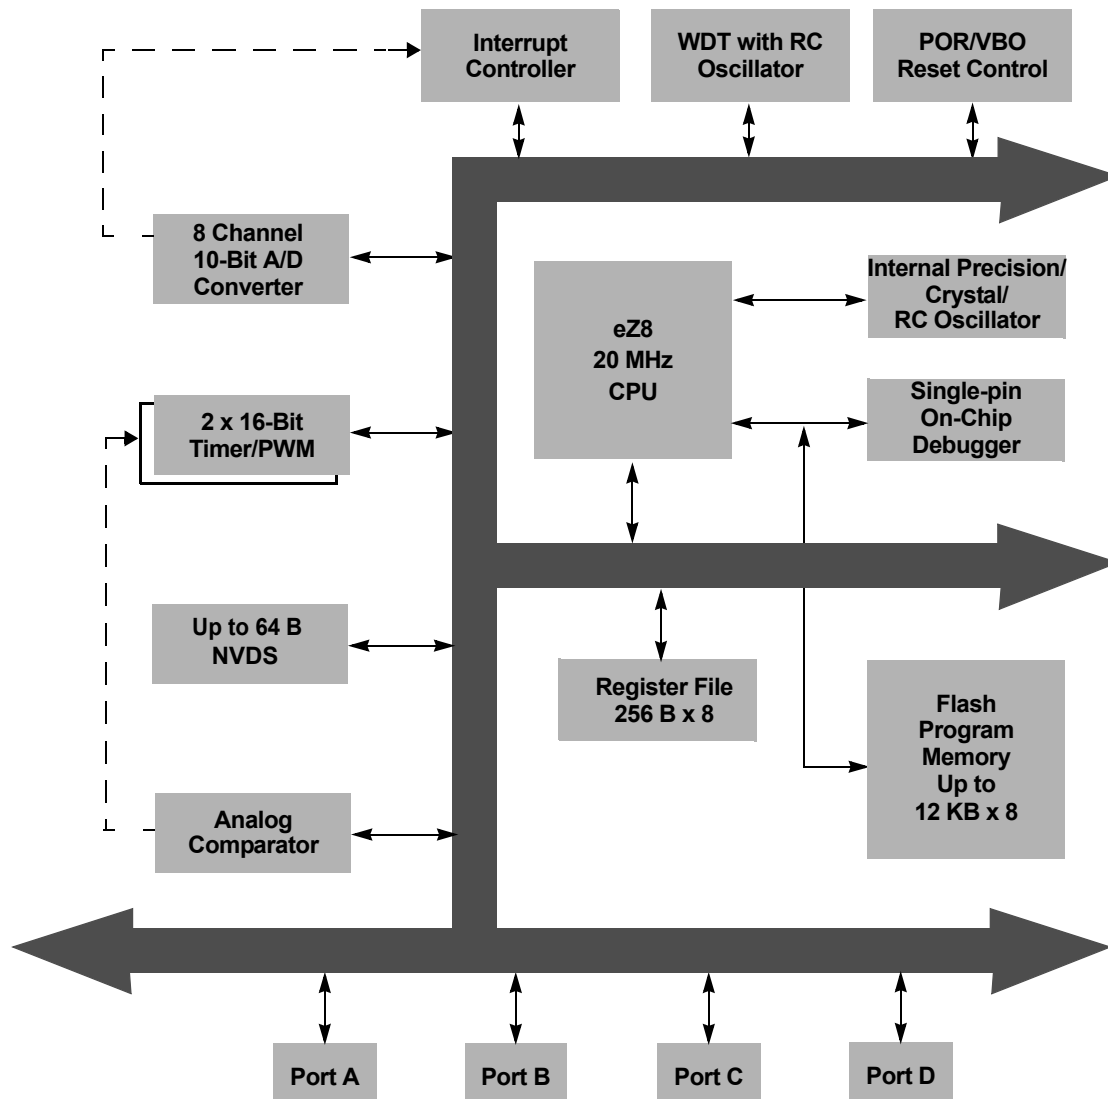 Interrupt
Controller
WDT with RC
Oscillator
POR/VBO
Reset Control
8 Channel
10-Bit A/D
Converter
eZ8
20 MHz
CPU
Internal Precision/
Crystal/
RC Oscillator
2 x 16-Bit
Timer/PWM
Single-pin
On-Chip
Debugger
Up to 64 B
NVDS
Register File
256 B x 8
Flash
Program
Memory
Up to
12 KB x 8
Analog
Comparator
Port A
Port B
Port C
Port D